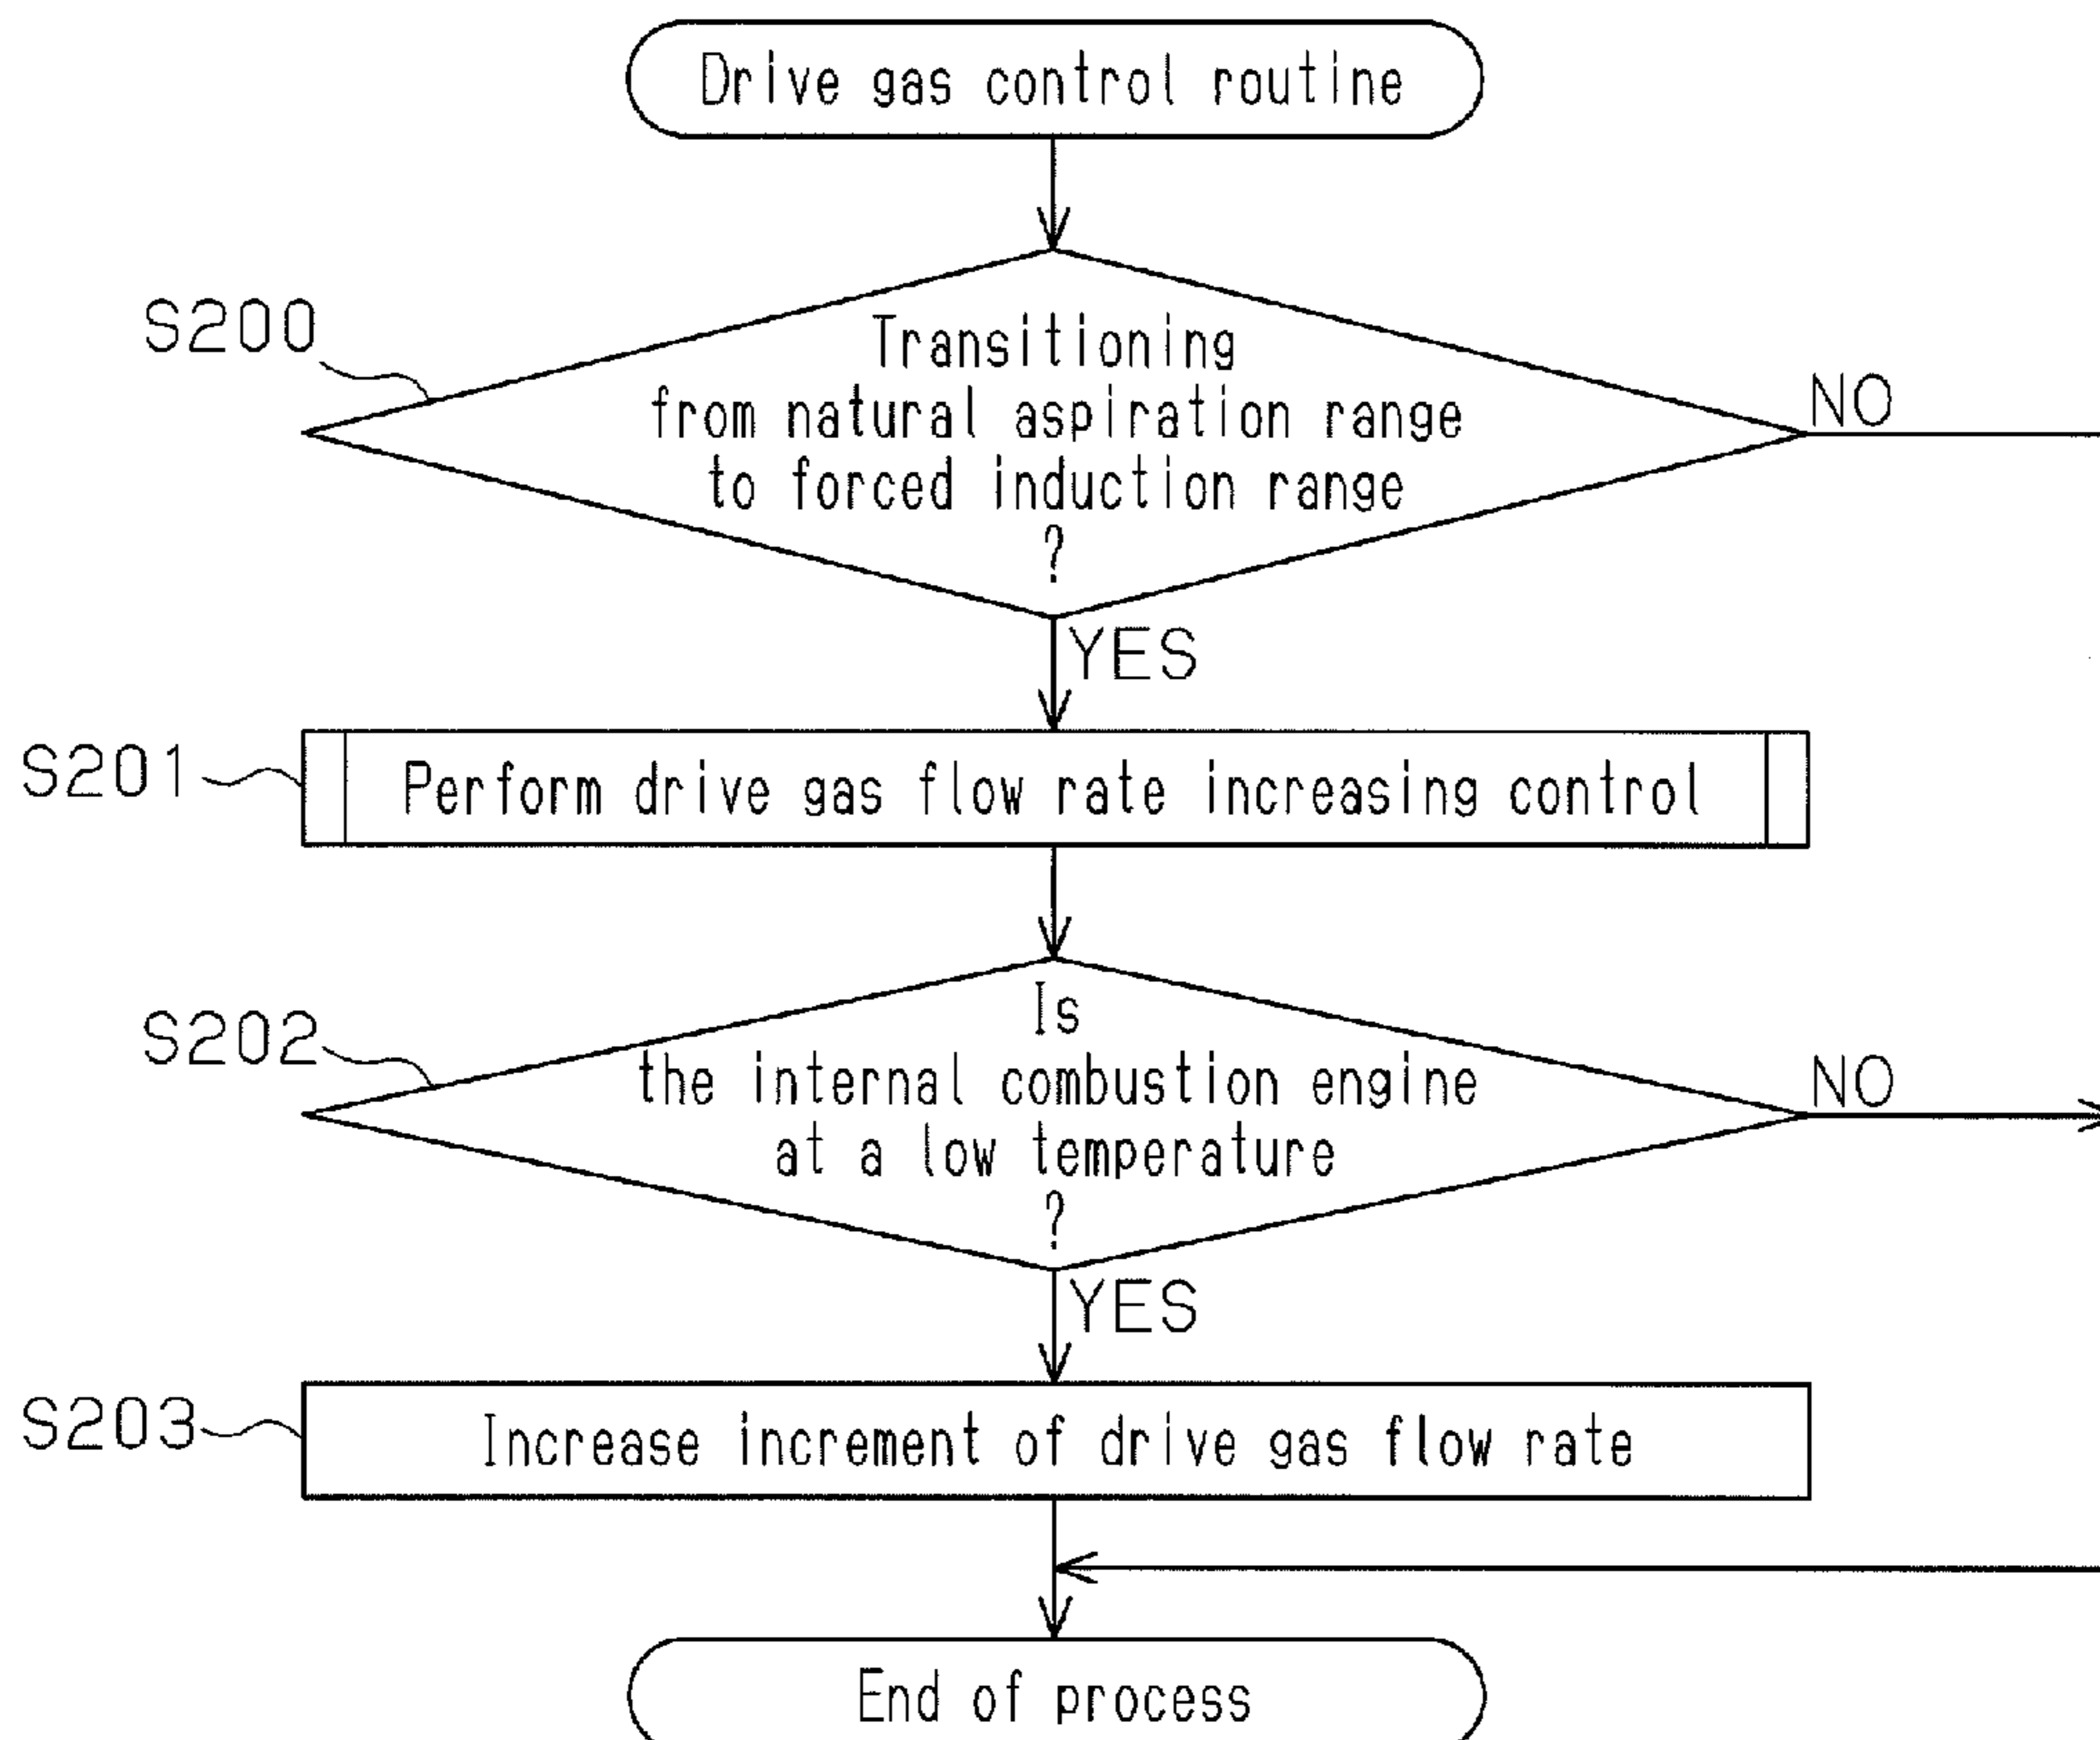 Drive gas control routine
S200
Transitioning
from natural aspiration range
to forced induction range
?
NO
YES
S201
Perform drive gas flow rate increasing control
S202
Is
the internal combustion engine
at a low temperature
?
NO
YES
S203
Increase increment of drive gas flow rate
End of process